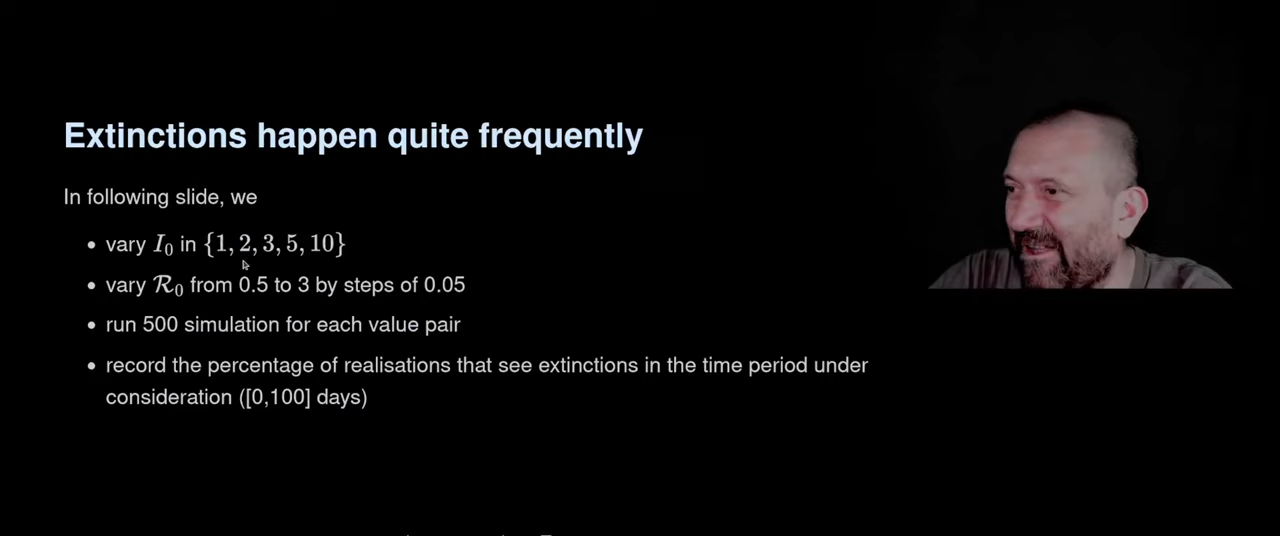 Extinctions happen quite frequently
In following slide, we
• vary I₀ in {1, 2, 3, 5, 10}
• vary ℛ₀ from 0.5 to 3 by steps of 0.05
• run 500 simulation for each value pair
• record the percentage of realisations that see extinctions in the time period under
consideration ([0,100] days)